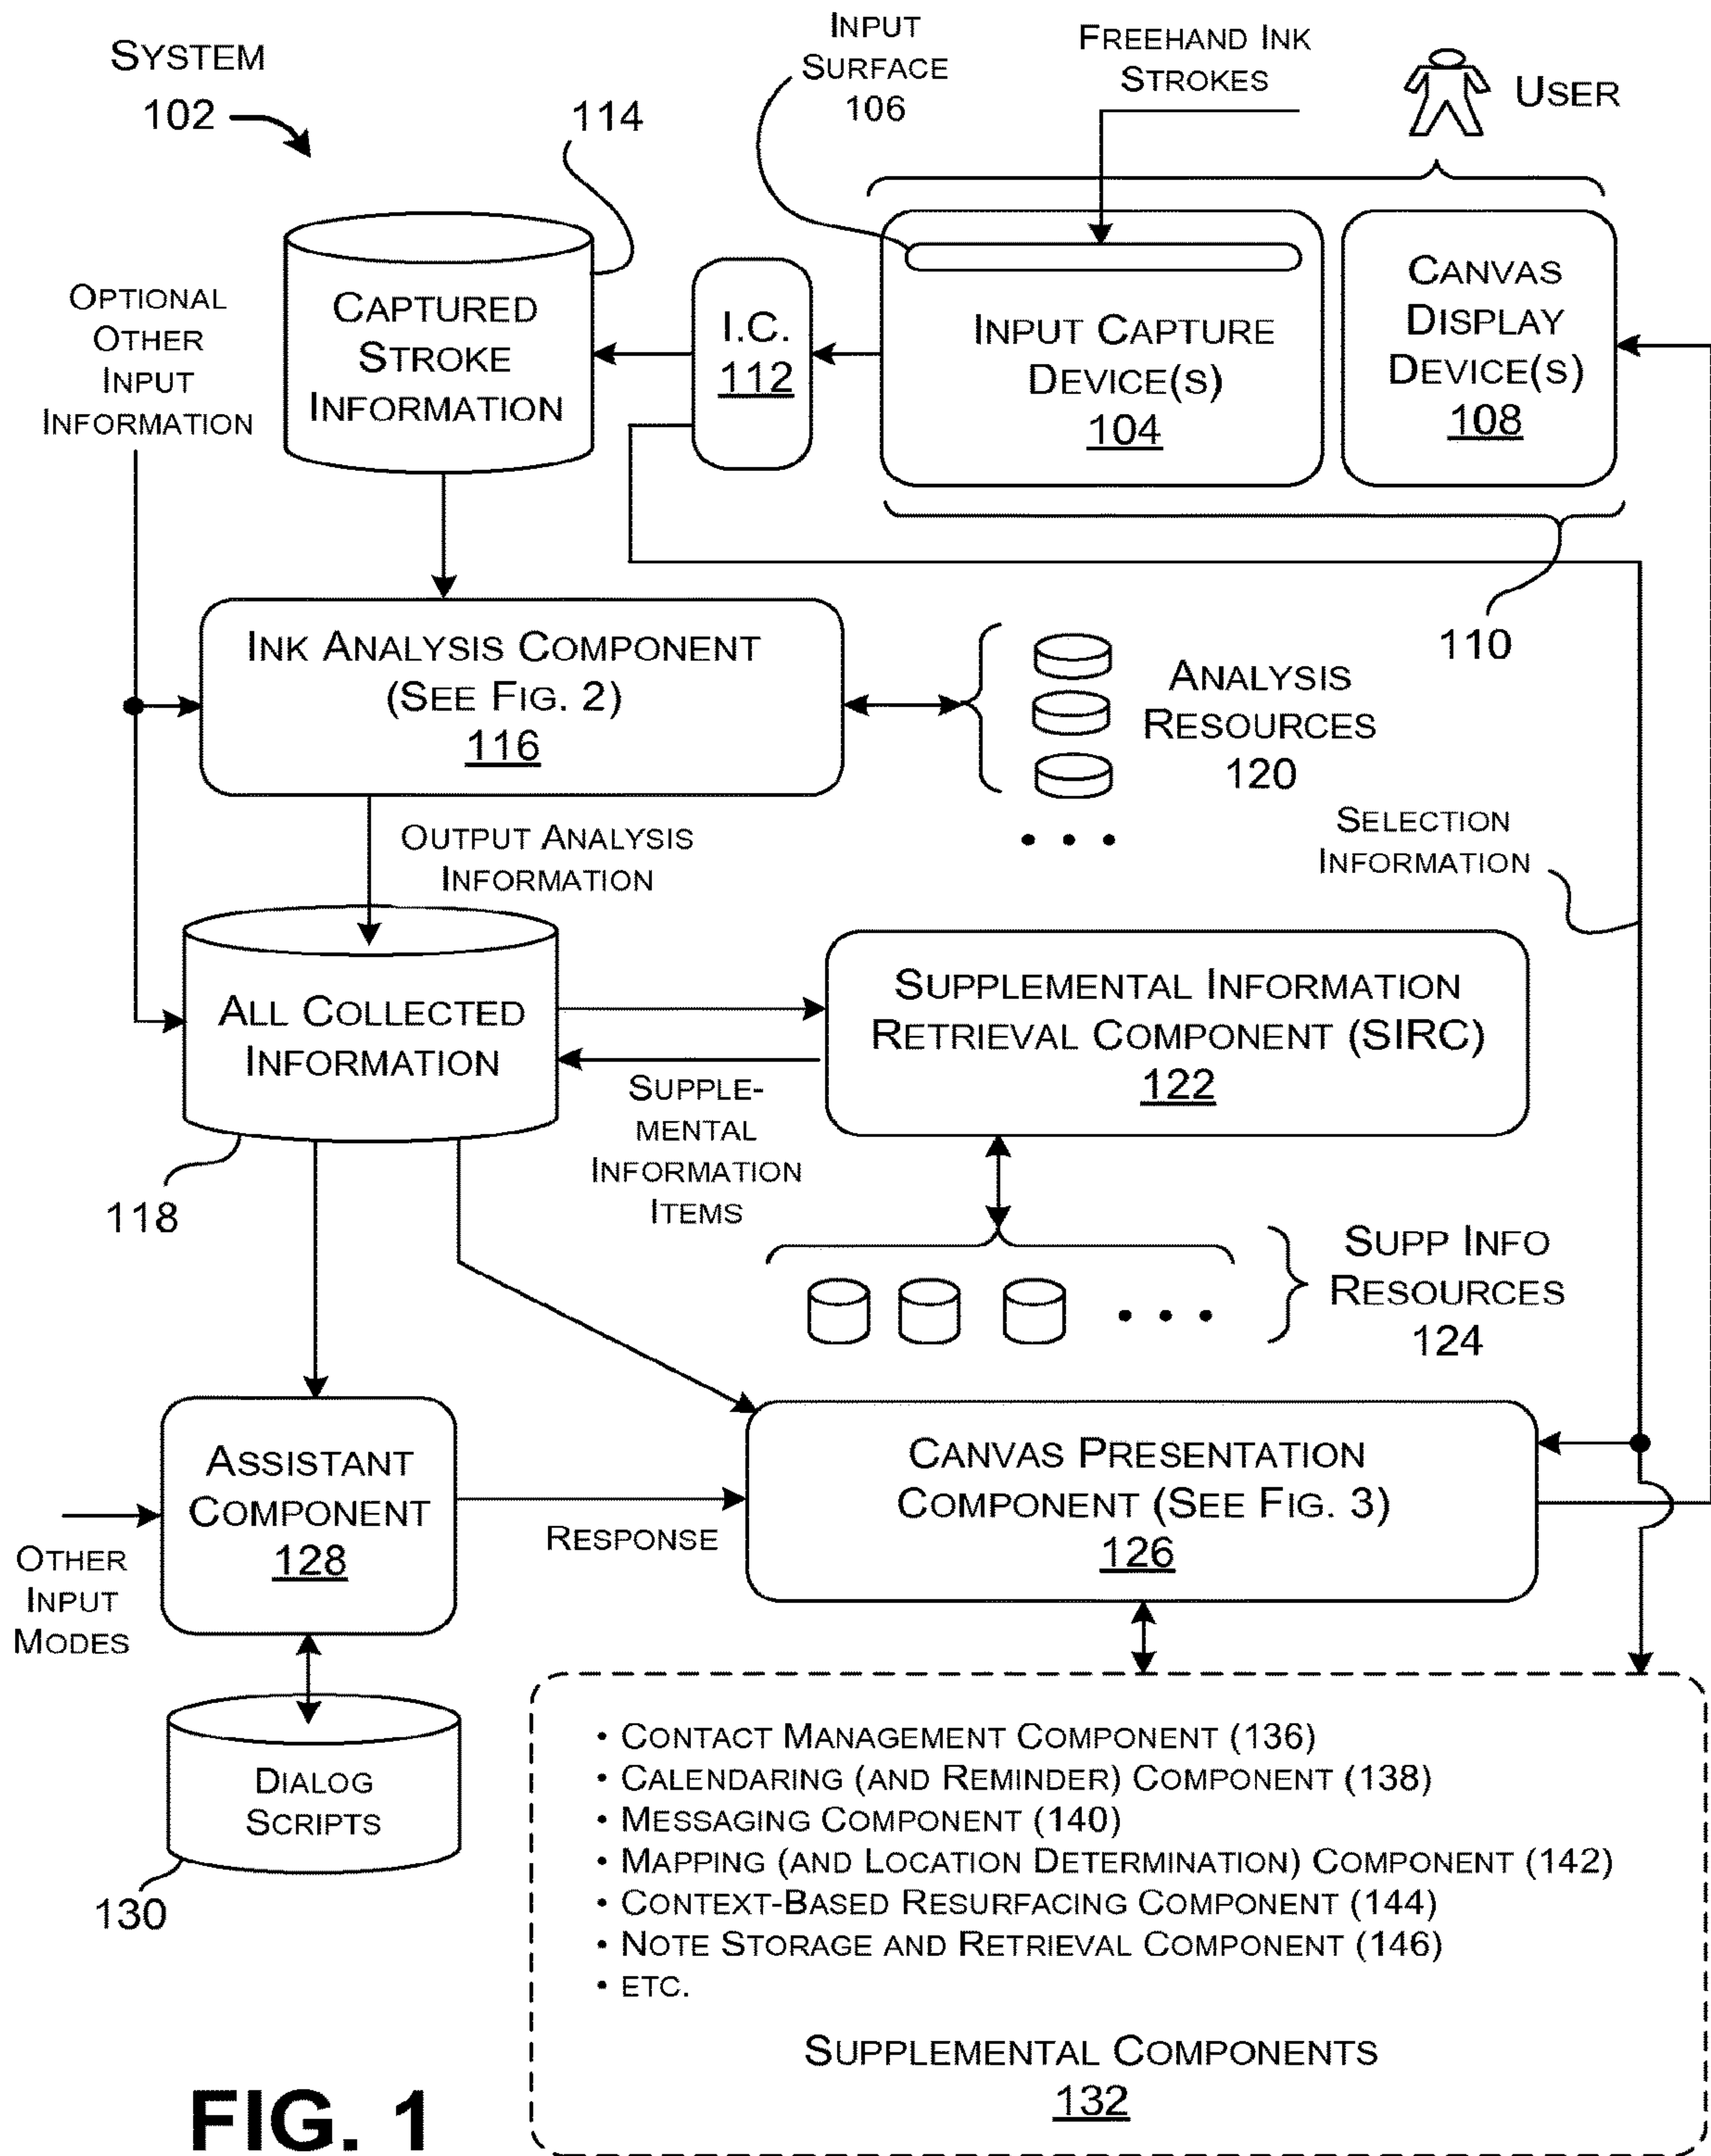 SYSTEM
102
114
INPUT
SURFACE
106
FREEHAND INK
STROKES
USER
OPTIONAL
OTHER
INPUT
INFORMATION
CAPTURED
STROKE
INFORMATION
I.C.
112
INPUT CAPTURE
DEVICE(S)
104
CANVAS
DISPLAY
DEVICE(S)
108
110
INK ANALYSIS COMPONENT
(SEE FIG. 2)
116
ANALYSIS
RESOURCES
120
OUTPUT ANALYSIS
INFORMATION
SELECTION
INFORMATION
ALL COLLECTED
INFORMATION
118
SUPPLEMENTAL INFORMATION
RETRIEVAL COMPONENT (SIRC)
122
SUPPLE-
MENTAL
INFORMATION
ITEMS
SUPP INFO
RESOURCES
124
ASSISTANT
COMPONENT
128
OTHER
INPUT
MODES
RESPONSE
CANVAS PRESENTATION
COMPONENT (SEE FIG. 3)
126
DIALOG
SCRIPTS
130
• CONTACT MANAGEMENT COMPONENT (136)
• CALENDARING (AND REMINDER) COMPONENT (138)
• MESSAGING COMPONENT (140)
• MAPPING (AND LOCATION DETERMINATION) COMPONENT (142)
• CONTEXT-BASED RESURFACING COMPONENT (144)
• NOTE STORAGE AND RETRIEVAL COMPONENT (146)
• ETC.
SUPPLEMENTAL COMPONENTS
132
FIG. 1